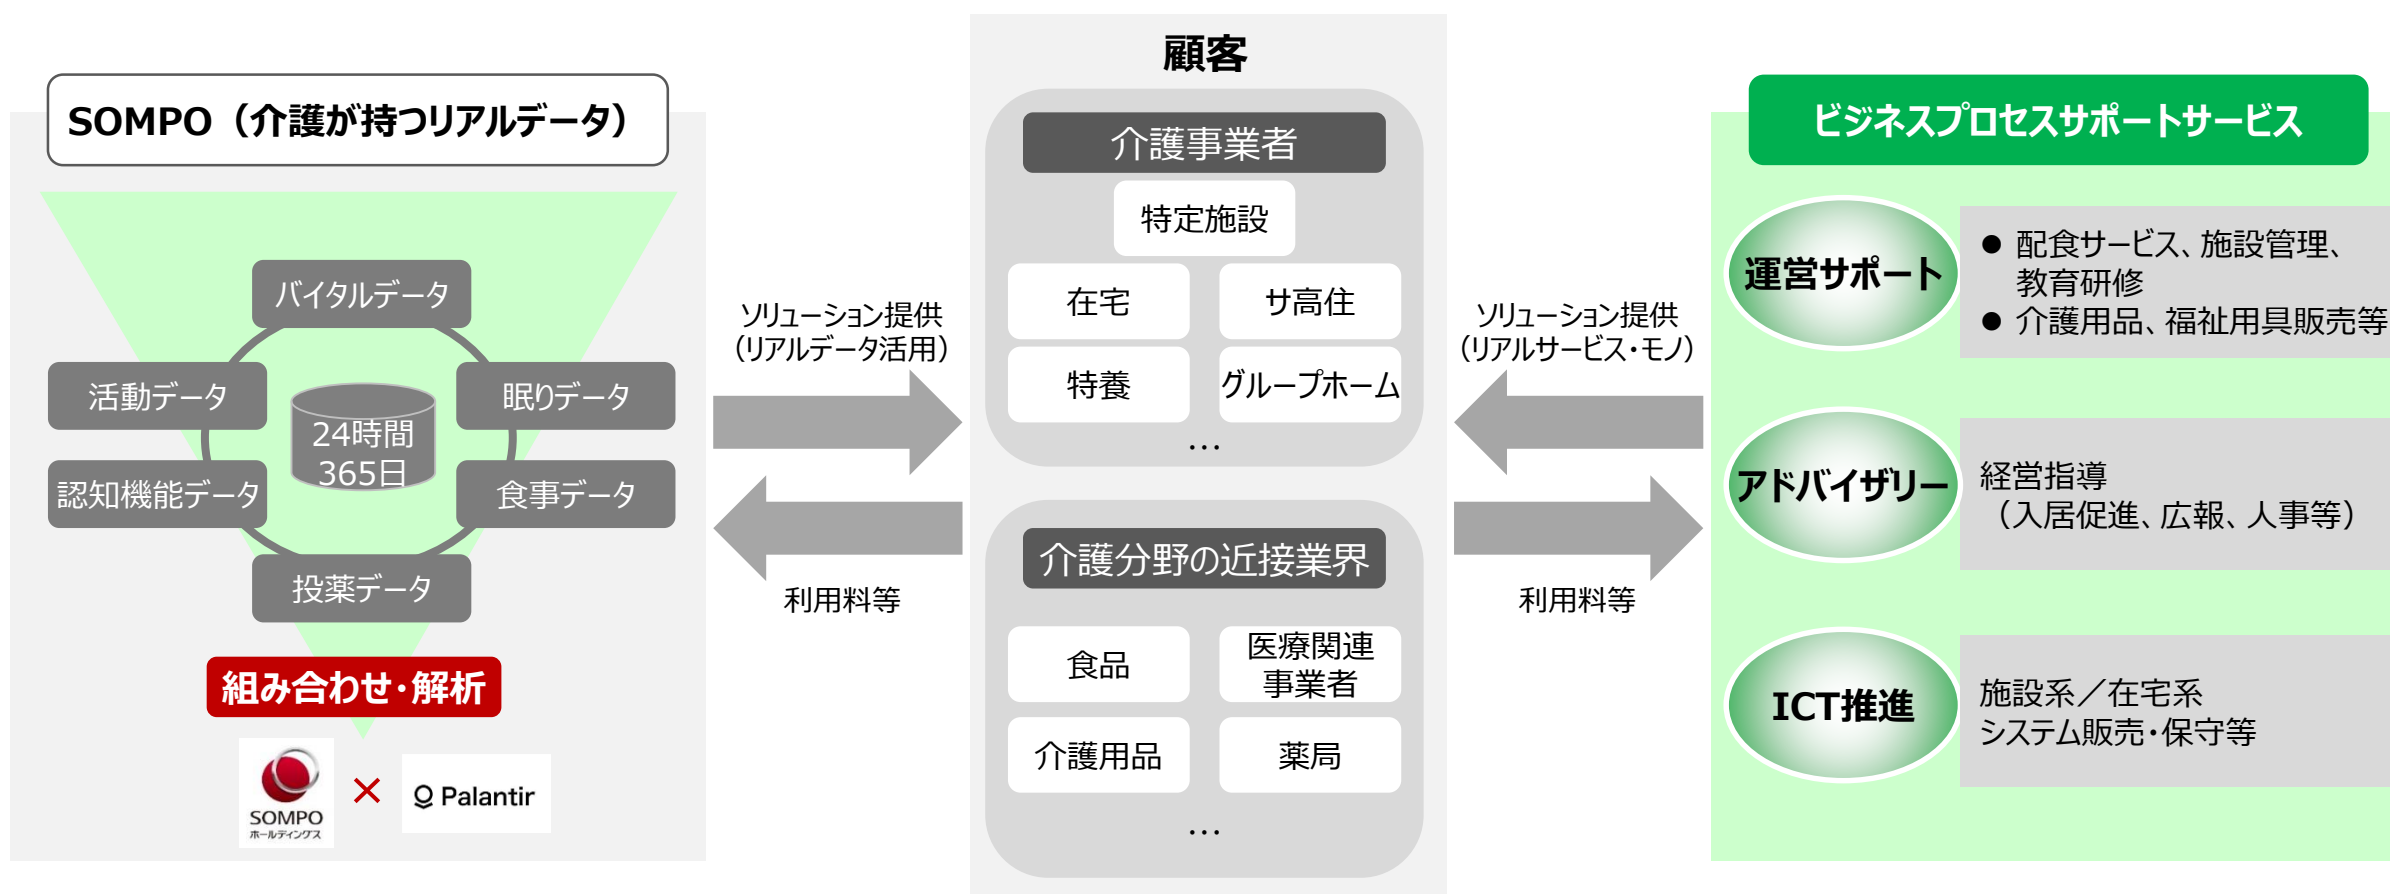 SOMPO（介護が持つリアルデータ）
バイタルデータ
活動データ
眠りデータ
24時間
365日
認知機能データ
食事データ
投薬データ
組み合わせ・解析
SOMPO
ホールディングス
×
Palantir
ソリューション提供
（リアルデータ活用）
利用料等
顧客
介護事業者
特定施設
在宅
サ高住
特養
グループホーム
…
介護分野の近接業界
食品
医療関連
事業者
介護用品
薬局
…
ソリューション提供
（リアルサービス・モノ）
利用料等
ビジネスプロセスサポートサービス
運営サポート
● 配食サービス、施設管理、
教育研修
● 介護用品、福祉用具販売等
アドバイザリー
経営指導
（入居促進、広報、人事等）
ICT推進
施設系／在宅系
システム販売・保守等